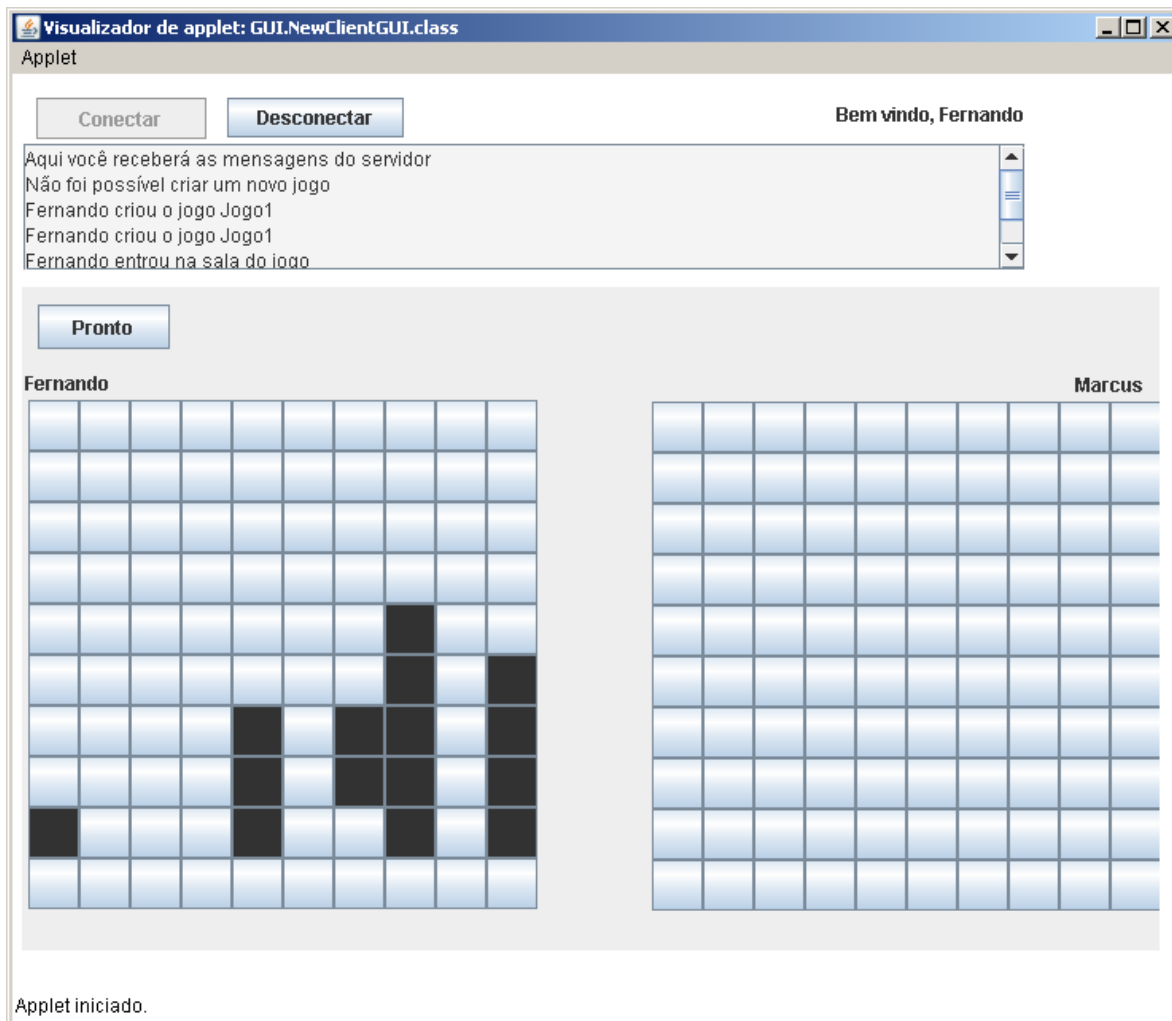 Visualizador de applet: GUI.NewClientGUI.class
Applet
Conectar
Desconectar
Bem vindo, Fernando
Aqui você receberá as mensagens do servidor
Não foi possível criar um novo jogo
Fernando criou o jogo Jogo1
Fernando criou o jogo Jogo1
Fernando entrou na sala do jogo
Pronto
Fernando
Marcus
Applet iniciado.